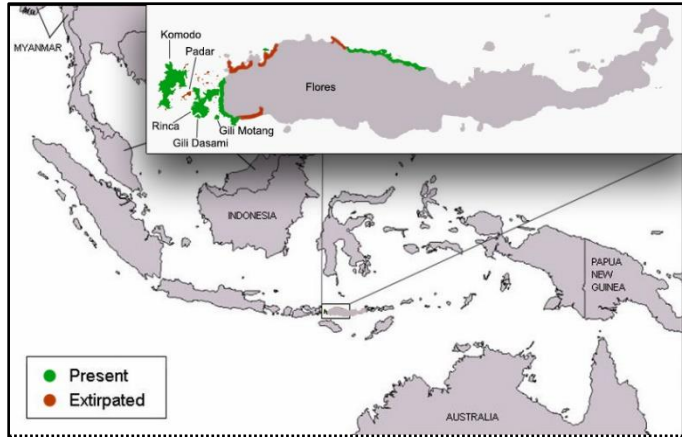 MYANMAR
Komodo
Padar
Flores
Rinca
Gili Motang
Gili Dasami
INDONESIA
PAPUA
NEW
GUINEA
Present
Extirpated
AUSTRALIA